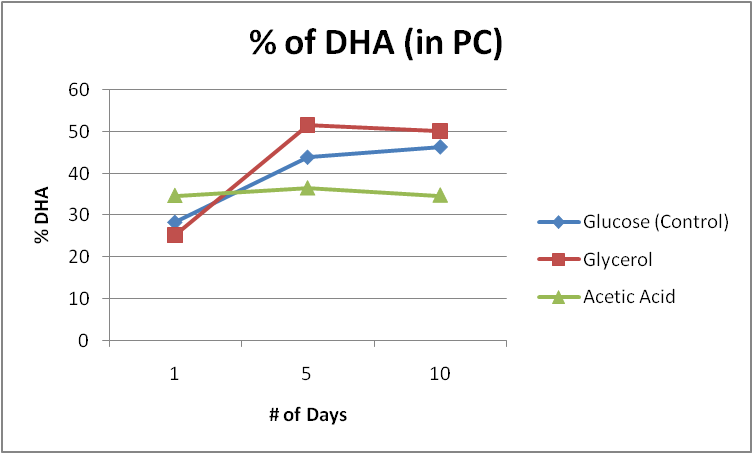 % of DHA (in PC)
60
50
40
30
20
10
0
% DHA
1 5 10
# of Days
Glucose (Control)
Glycerol
Acetic Acid